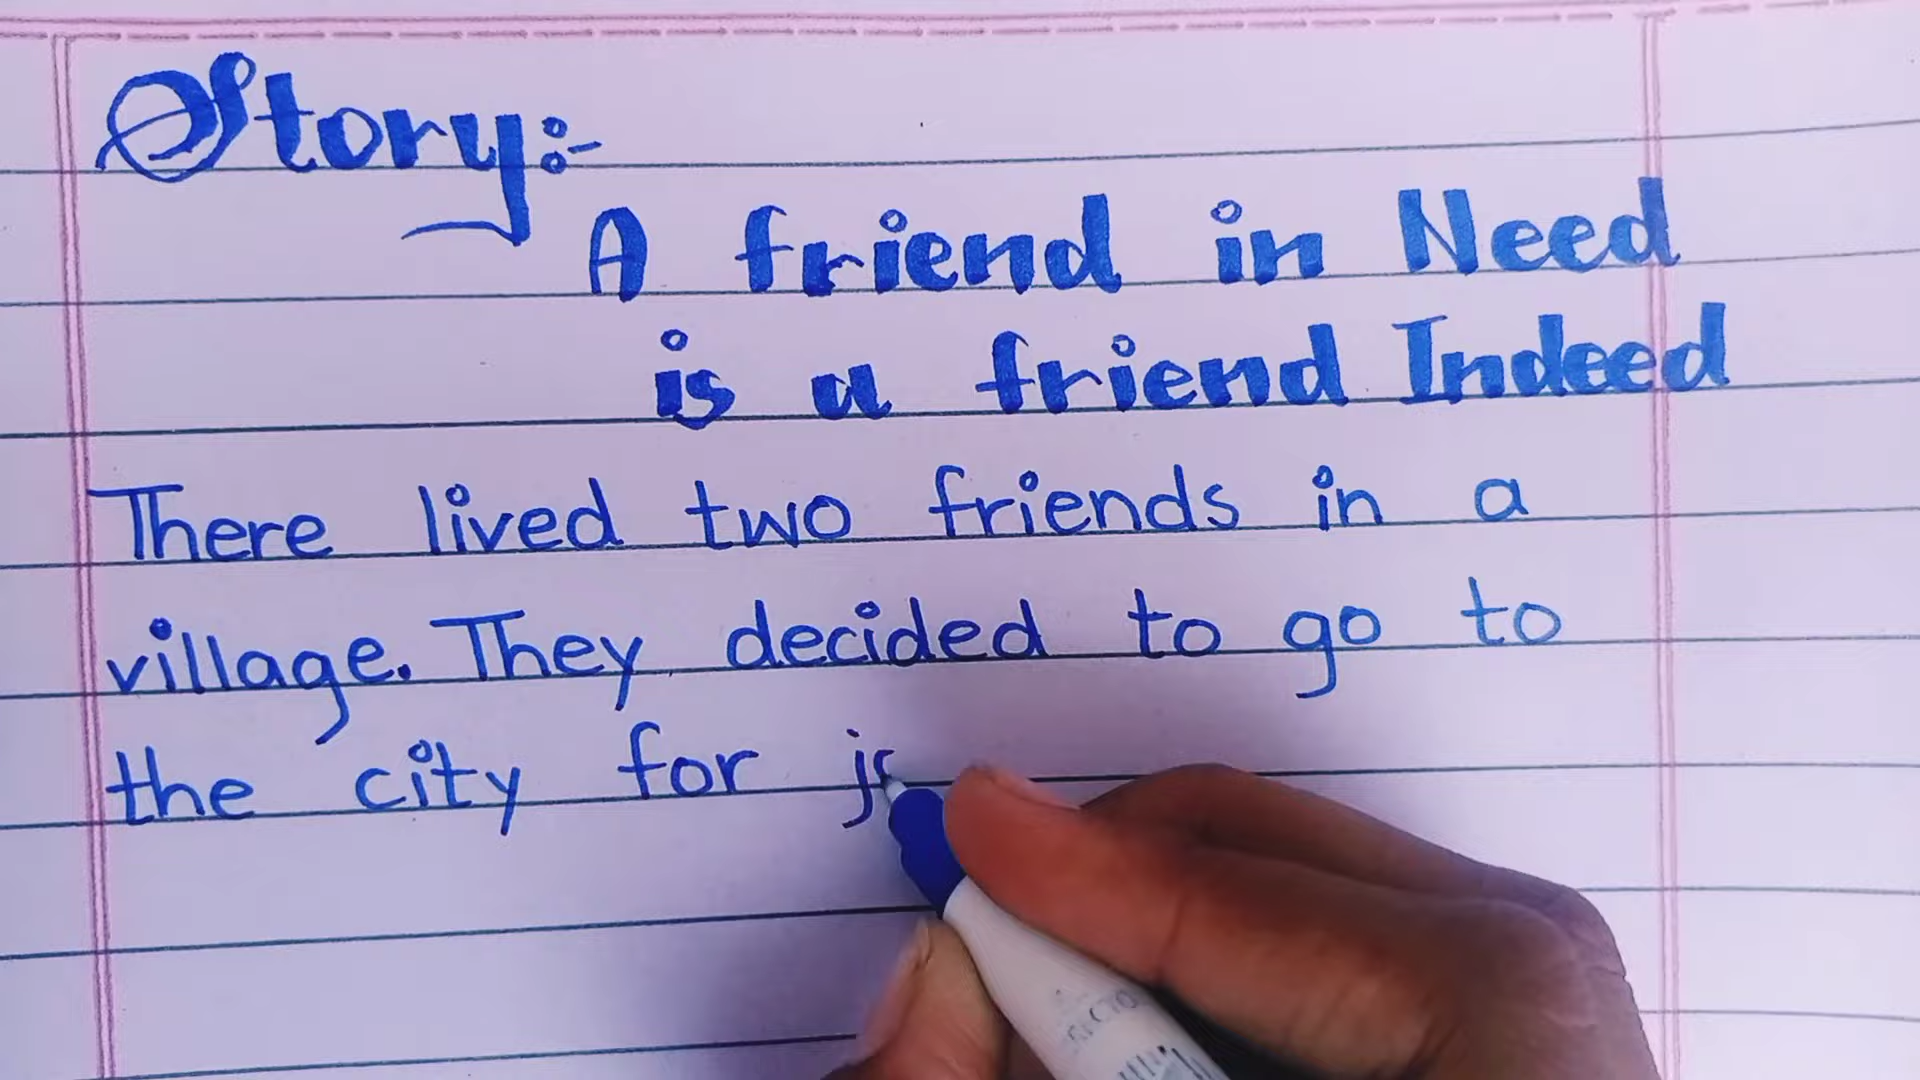 Story:-
A friend in Need
is a friend Indeed
There lived two friends in a
village. They decided to go to
the city for